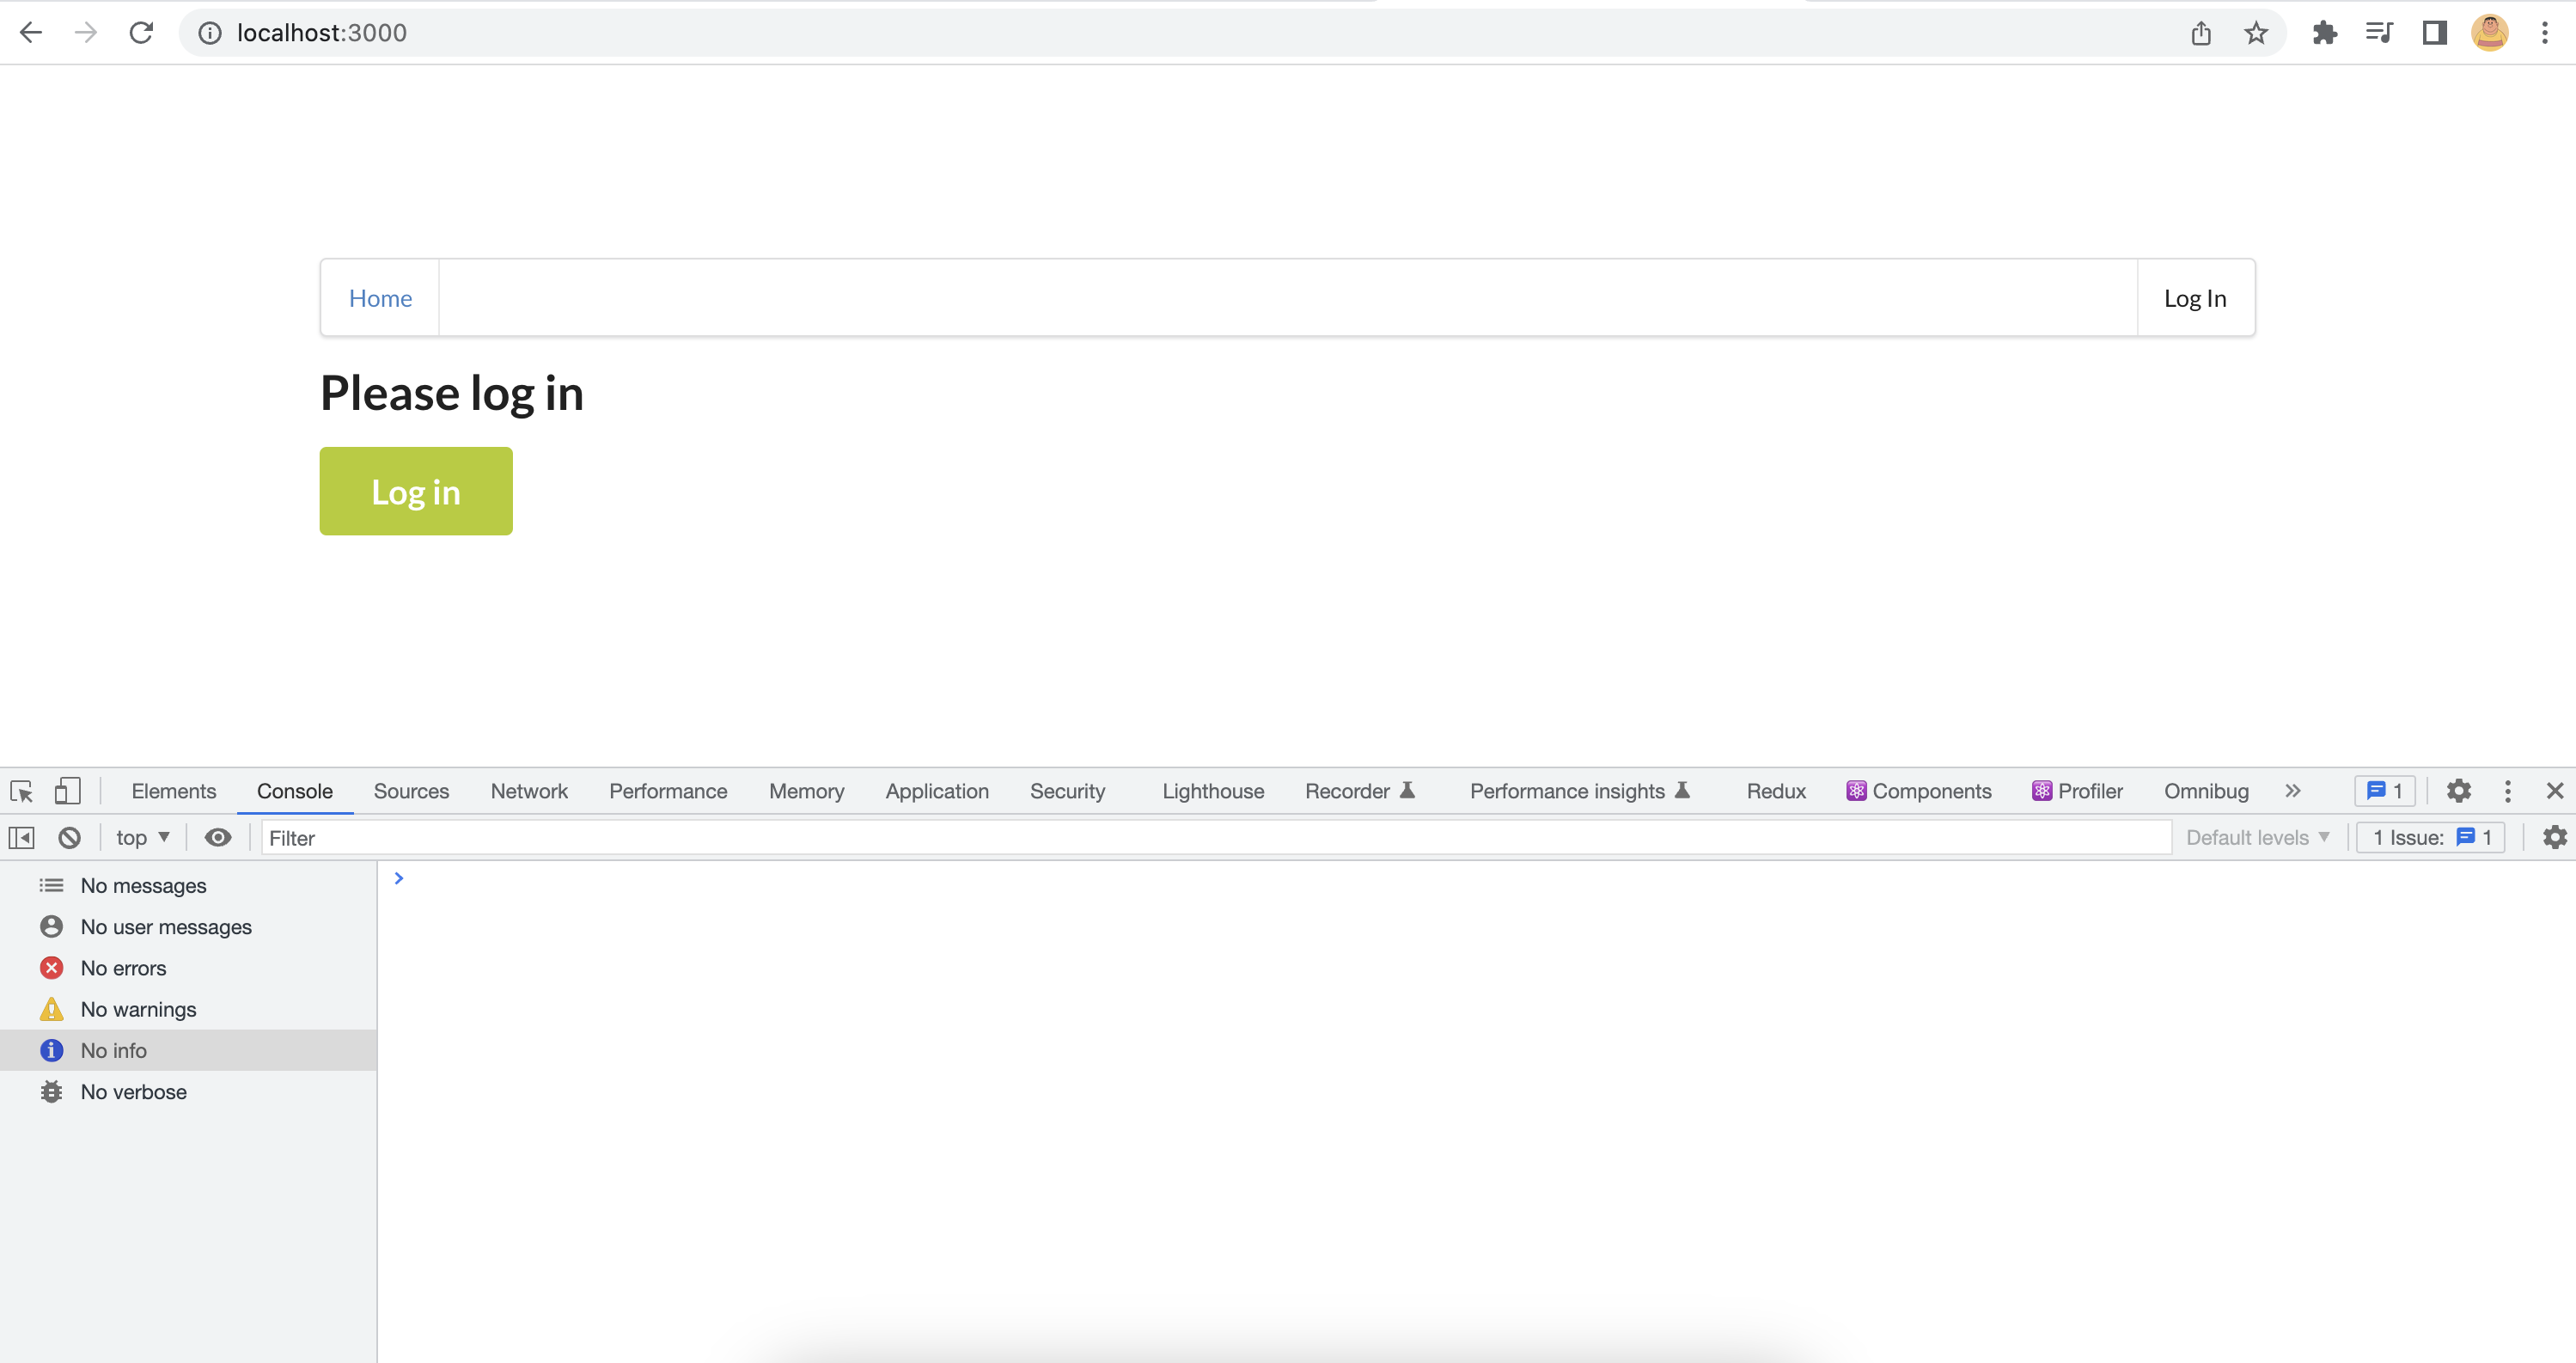 localhost:3000
Home
Log In
Please log in
Log in
Elements Console Sources Network Performance Memory Application Security Lighthouse Recorder Performance insights Redux Components Profiler Omnibug » 1
top Filter Default levels 1 Issue: 1
No messages
No user messages
No errors
No warnings
No info
No verbose